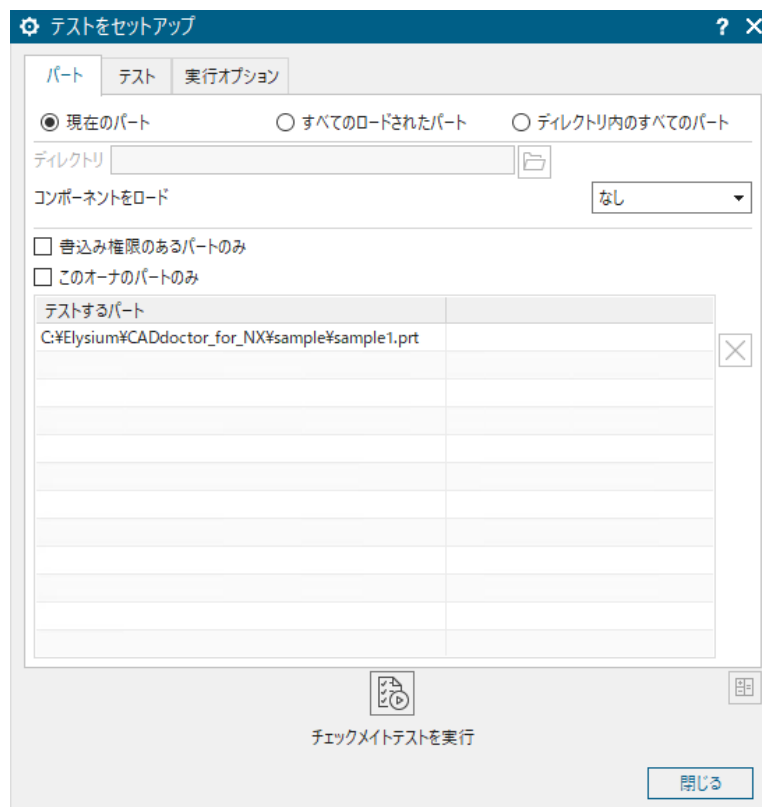 テストをセットアップ ?
パート テスト 実行オプション
現在のパート すべてのロードされたパート ディレクトリ内のすべてのパート
ディレクトリ
コンポーネントをロード なし
書込み権限のあるパートのみ
このオーナのパートのみ
テストするパート
C:¥Elysium¥CADdoctor_for_NX¥sample¥sample1.prt
チェックメイトテストを実行
閉じる